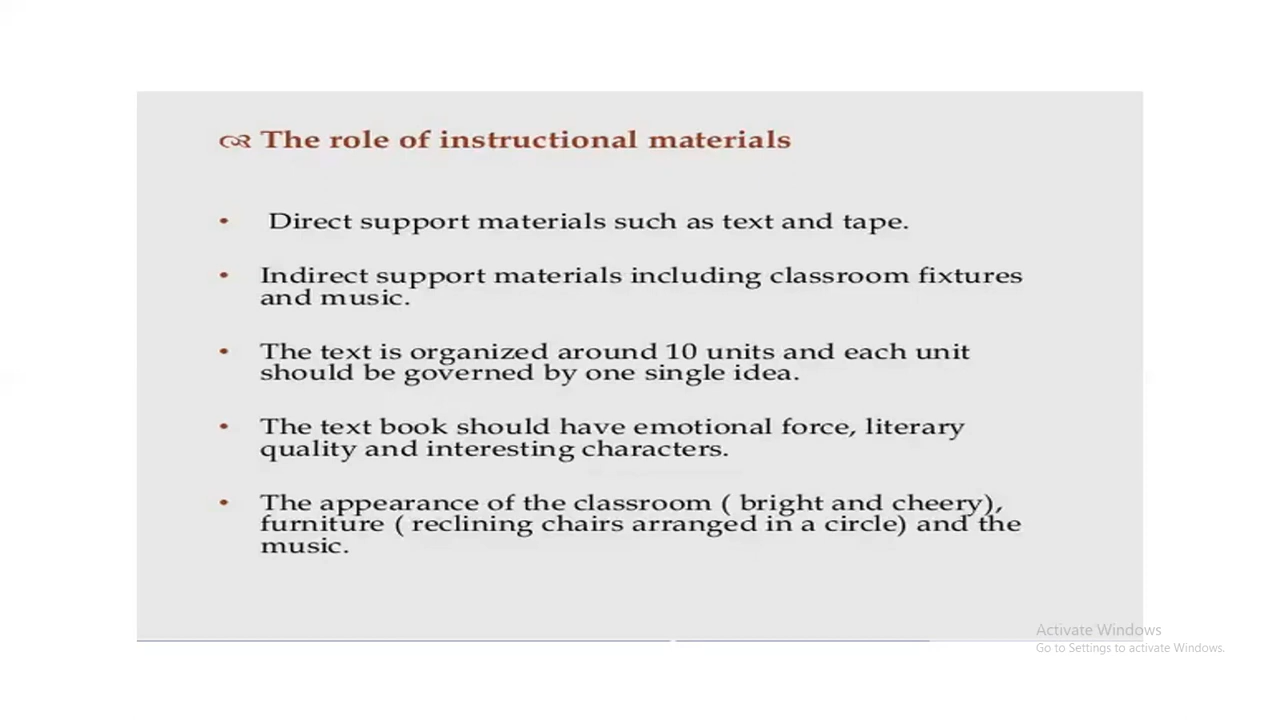 The role of instructional materials
• Direct support materials such as text and tape.
• Indirect support materials including classroom fixtures
and music.
• The text is organized around 10 units and each unit
should be governed by one single idea.
• The text book should have emotional force, literary
quality and interesting characters.
• The appearance of the classroom ( bright and cheery),
furniture ( reclining chairs arranged in a circle) and the
music.
Activate Windows
Go to Settings to activate Windows.